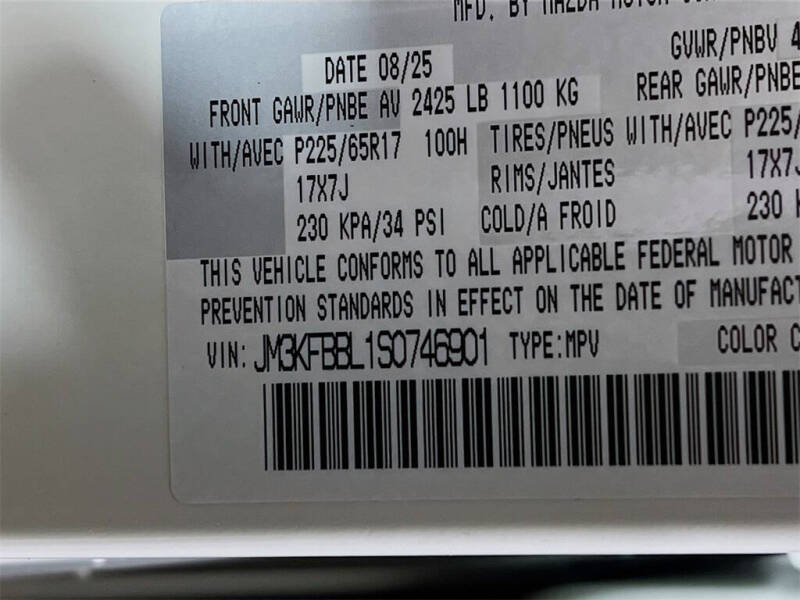 MFD. BY MAZDA MOTOR
DATE 08/25 GVWR/PNBV 4
FRONT GAWR/PNBE AV 2425 LB 1100 KG REAR GAWR/PNBE
WITH/AVEC P225/65R17 100H TIRES/PNEUS WITH/AVEC P225/
17X7J RIMS/JANTES 17X7J
230 KPA/34 PSI COLD/A FROID 230
THIS VEHICLE CONFORMS TO ALL APPLICABLE FEDERAL MOTOR
PREVENTION STANDARDS IN EFFECT ON THE DATE OF MANUFACT
VIN: JM3KFBBL1S0746901 TYPE:MPV COLOR C